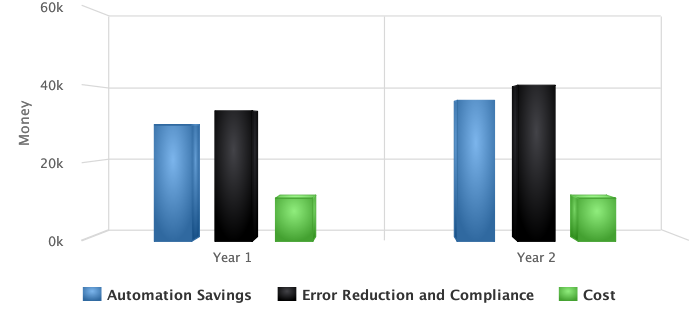 60k
40k
Money
20k
0k
Year 1 Year 2
Automation Savings Error Reduction and Compliance Cost